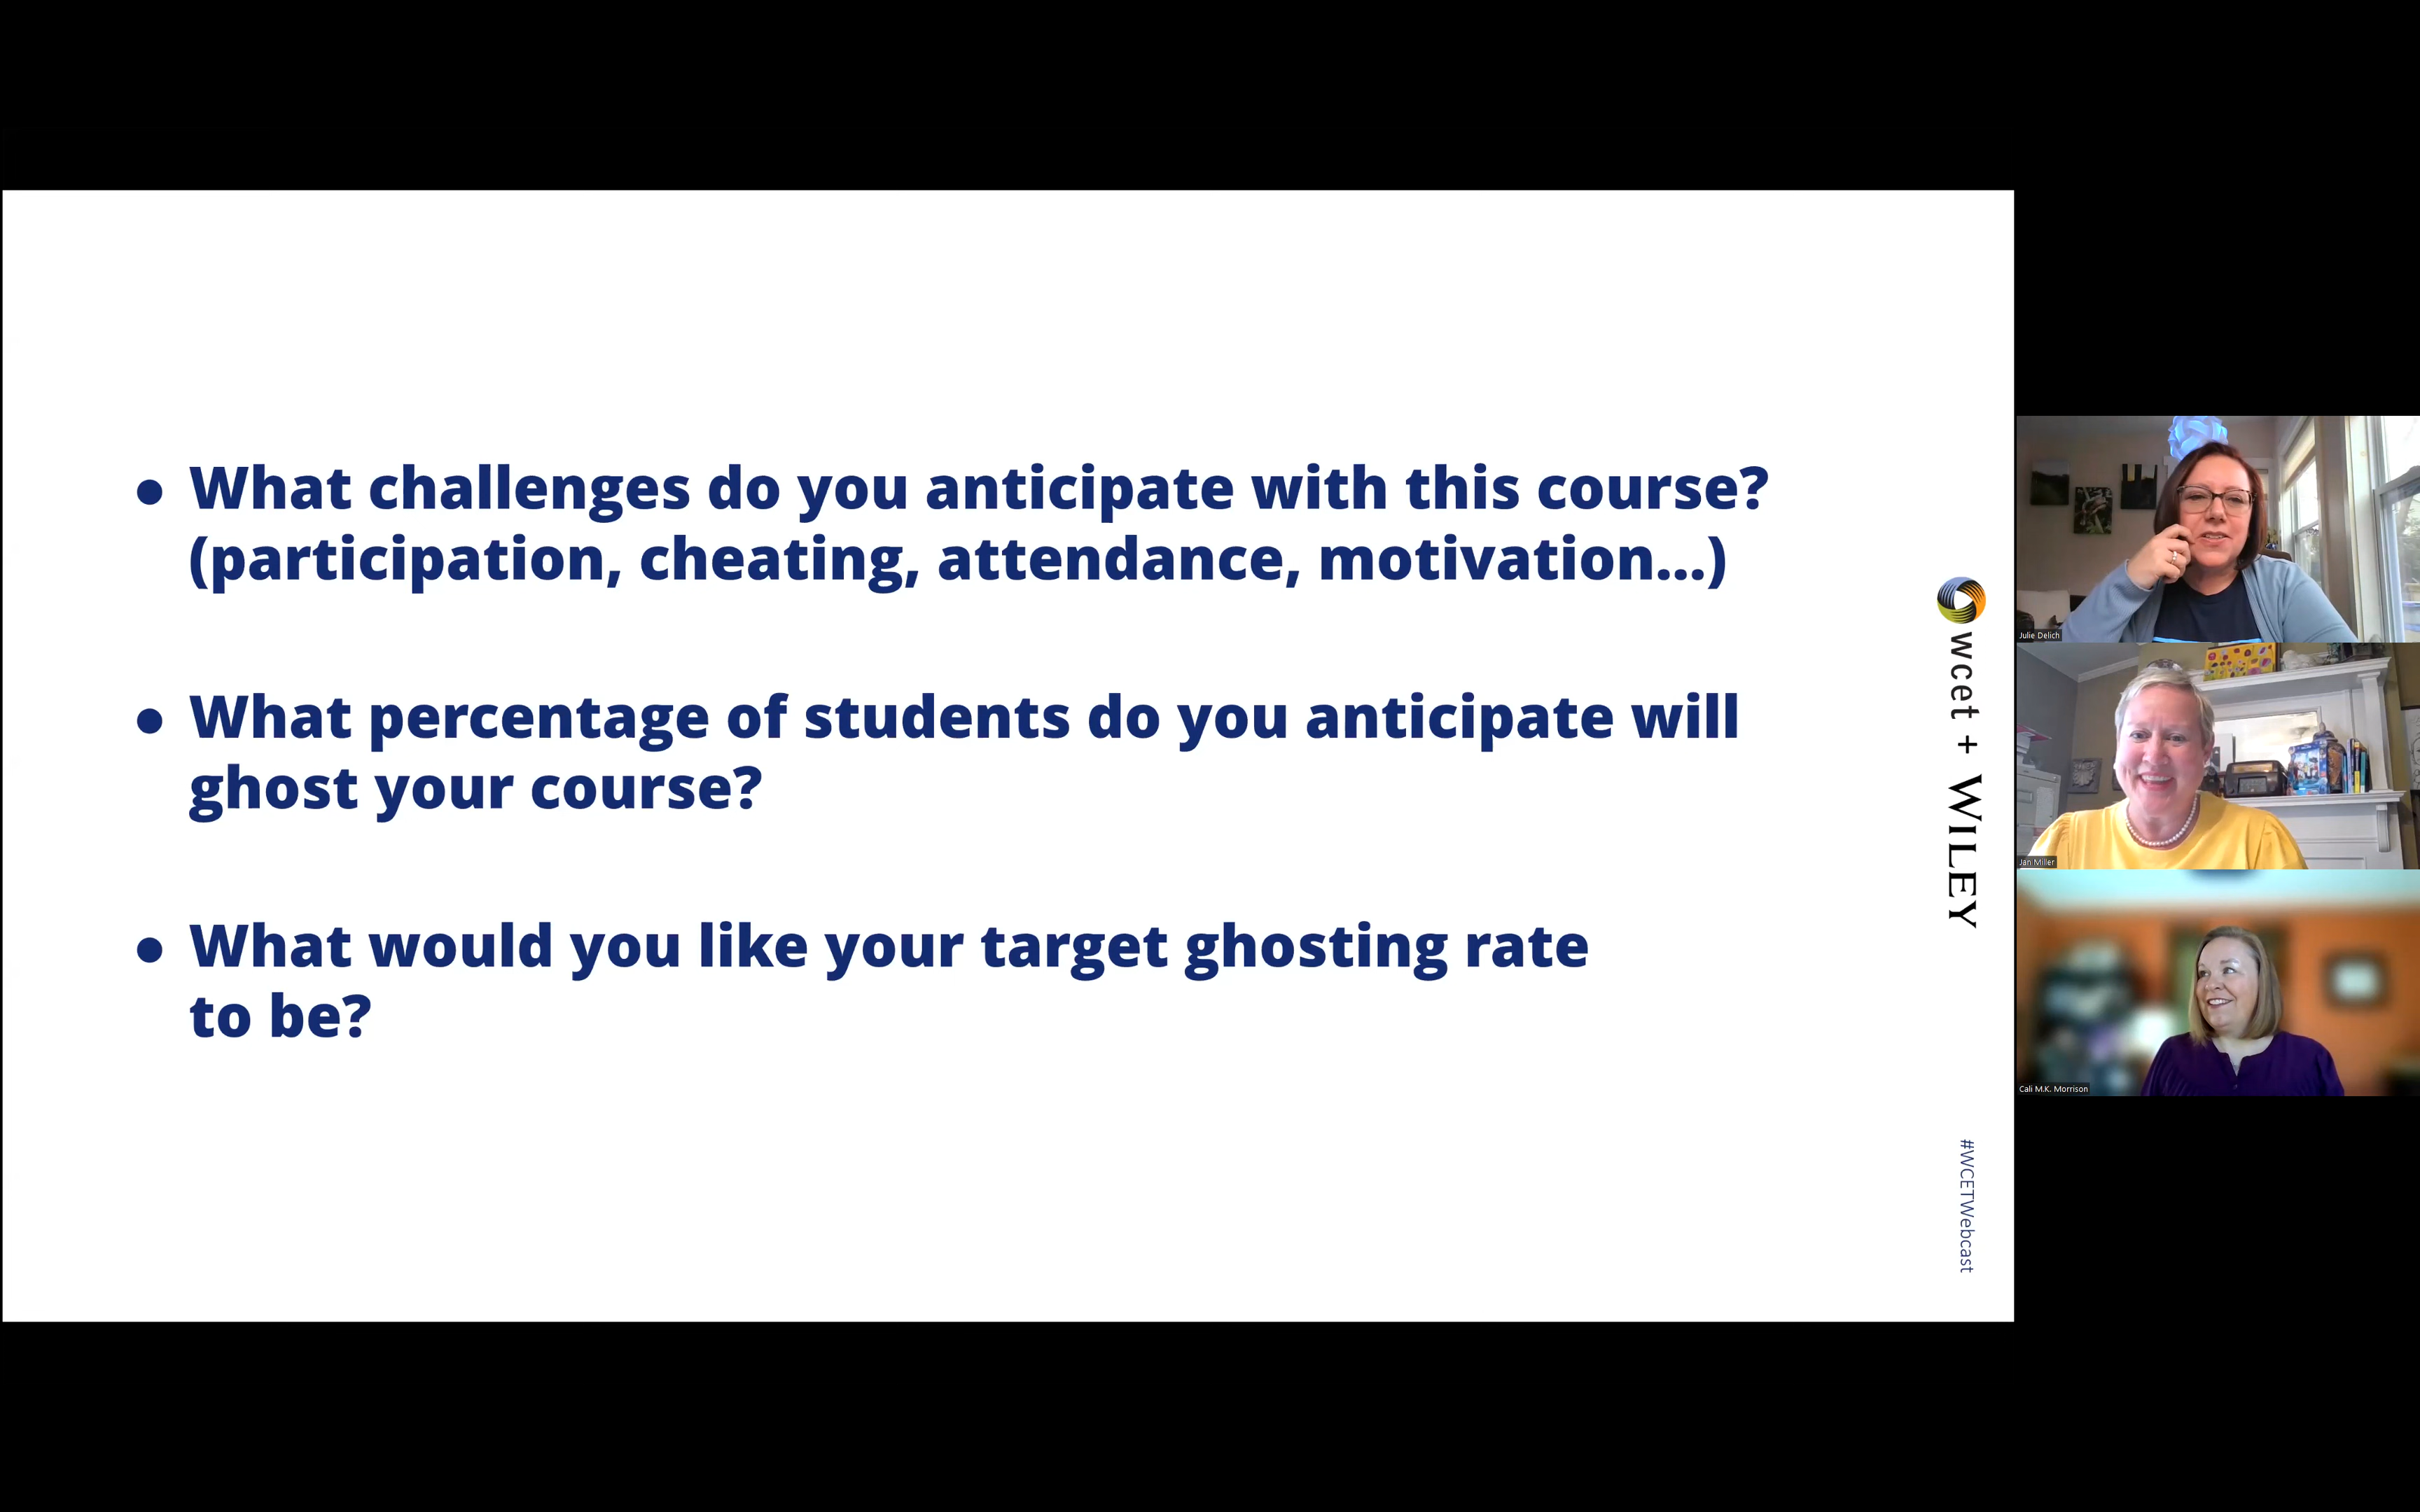 ● What challenges do you anticipate with this course?
(participation, cheating, attendance, motivation...)
● What percentage of students do you anticipate will
ghost your course?
● What would you like your target ghosting rate
to be?
wcet + WILEY
#WCETWebcast
Julie Delich
Jan Miller
Cali M.K. Morrison